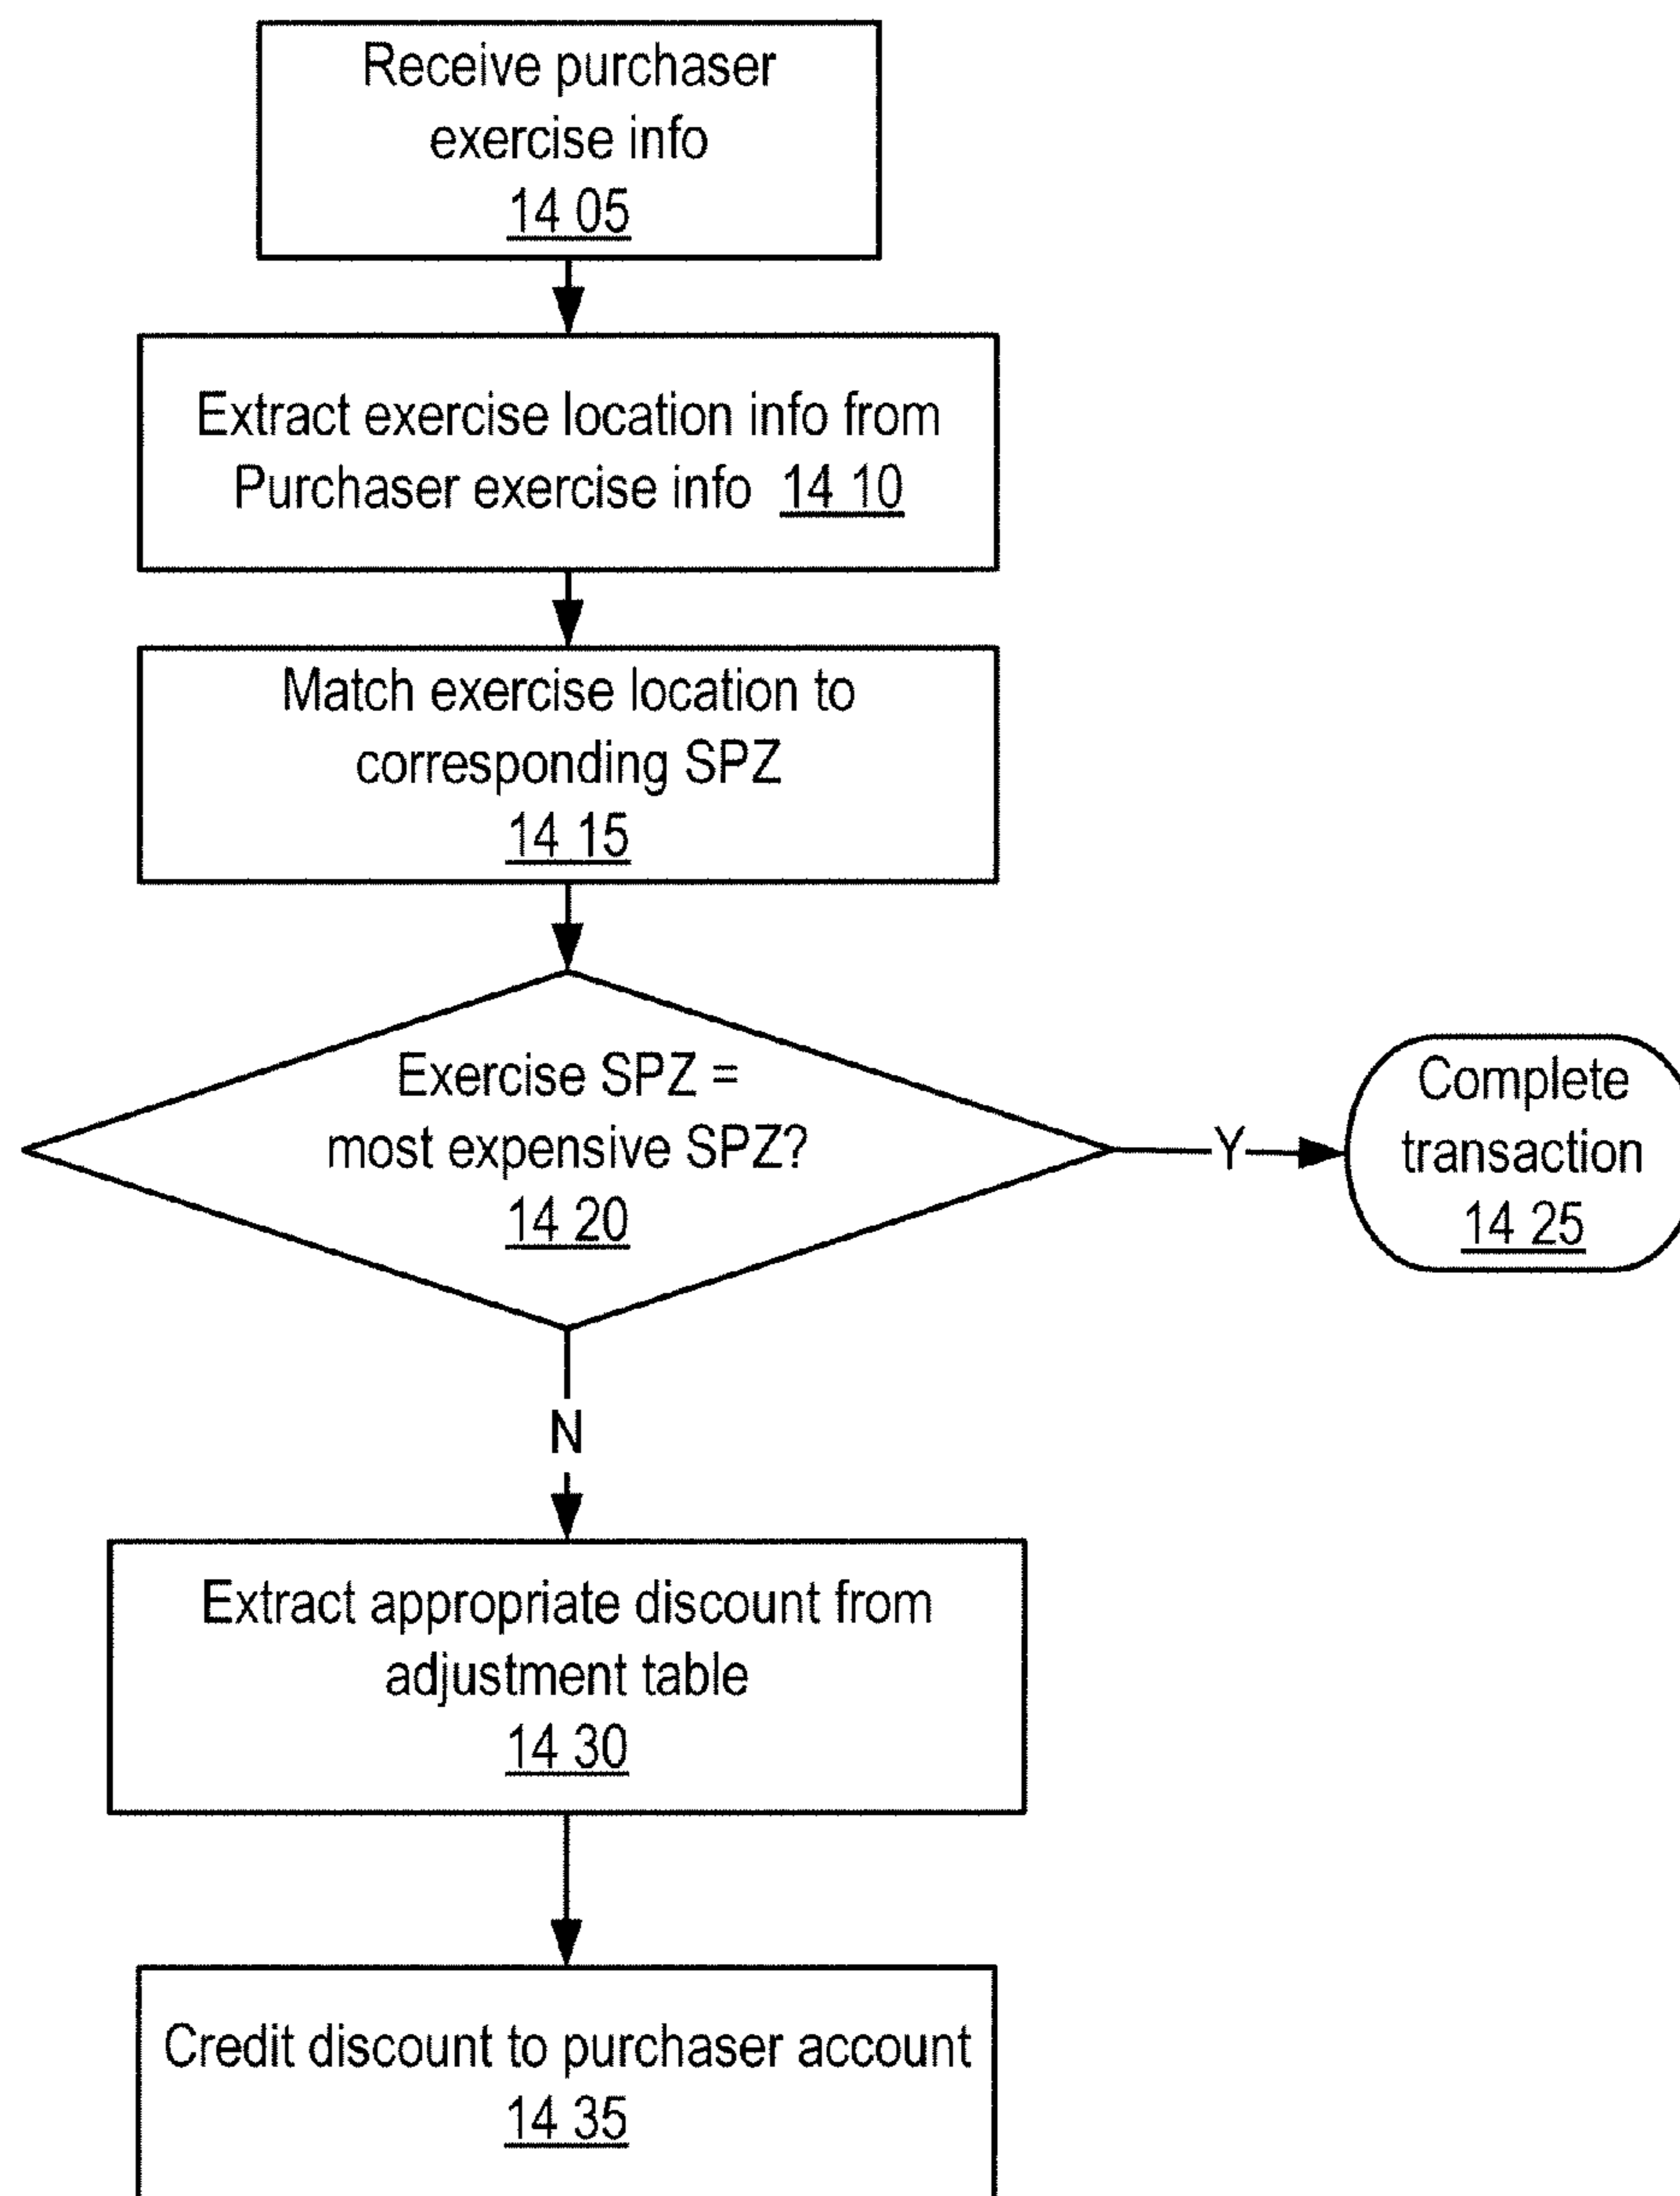 Receive purchaser
exercise info
14 05
Extract exercise location info from
Purchaser exercise info 14 10
Match exercise location to
corresponding SPZ
14 15
Exercise SPZ =
most expensive SPZ?
14 20
Y
Complete
transaction
14 25
N
Extract appropriate discount from
adjustment table
14 30
Credit discount to purchaser account
14 35